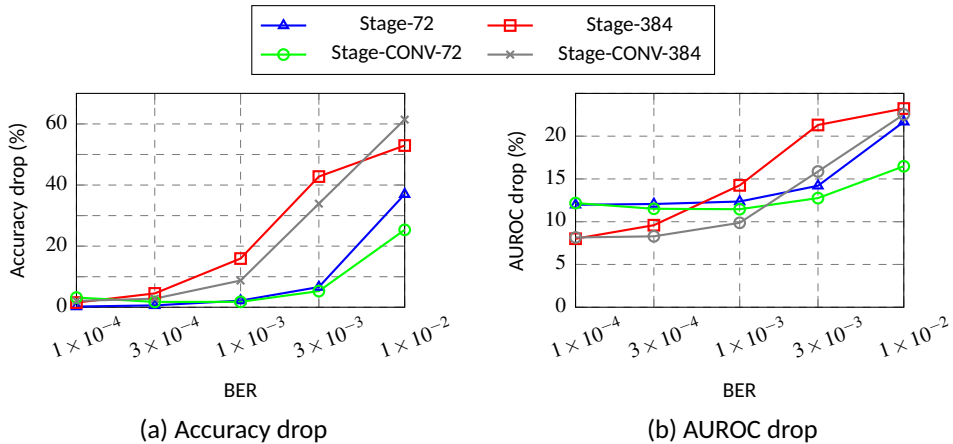 Stage-72
Stage-384
Stage-CONV-72
Stage-CONV-384
Accuracy drop (%)
60
40
20
0
1 × 10⁻⁴
3 × 10⁻⁴
1 × 10⁻³
3 × 10⁻³
1 × 10⁻²
BER
(a) Accuracy drop
AUROC drop (%)
20
15
10
5
0
1 × 10⁻⁴
3 × 10⁻⁴
1 × 10⁻³
3 × 10⁻³
1 × 10⁻²
BER
(b) AUROC drop